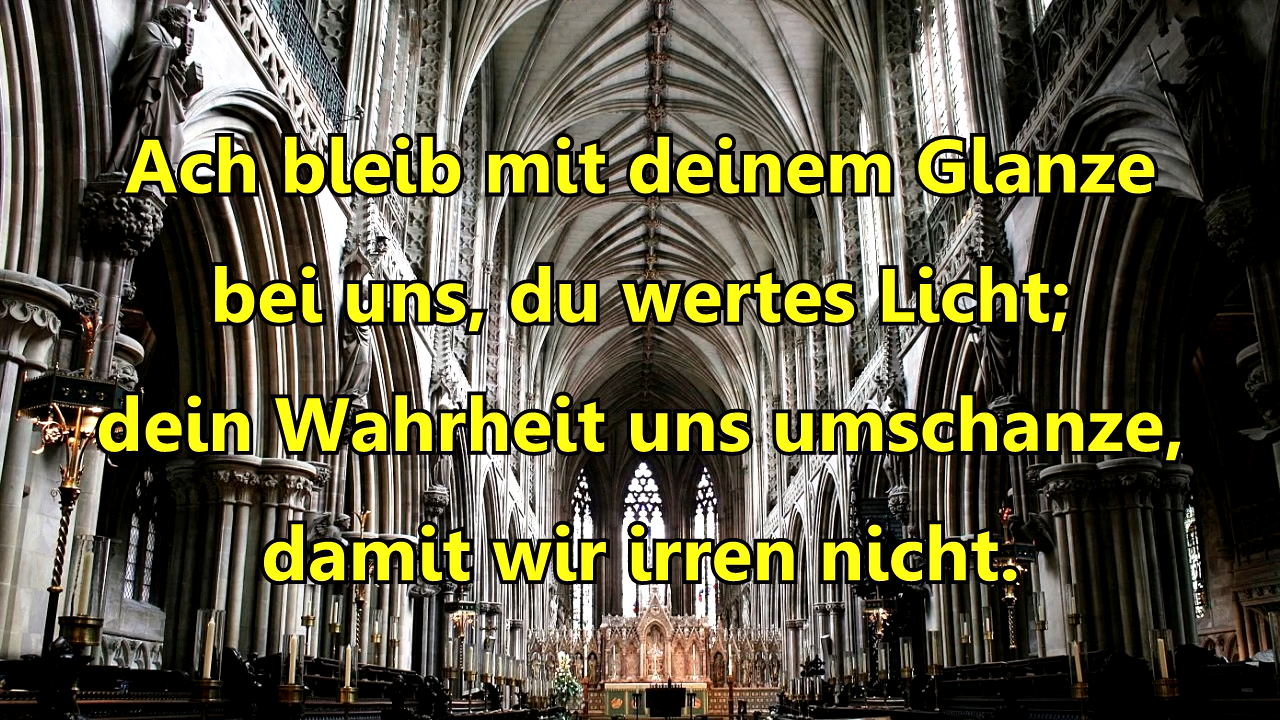 Ach bleib mit deinem Glanze
bei uns, du wertes Licht;
dein Wahrheit uns umschanze,
damit wir irren nicht.